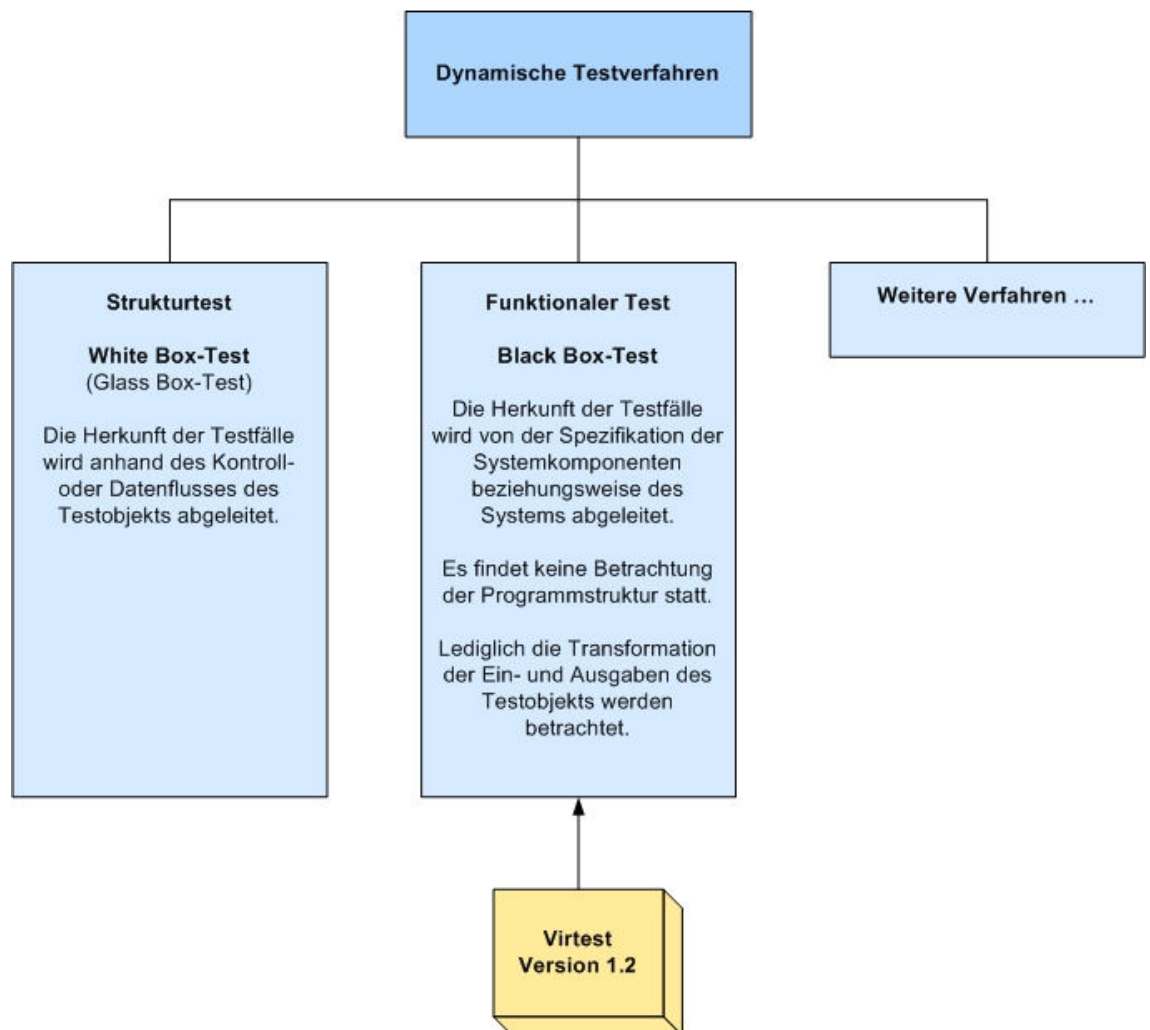 Dynamische Testverfahren
Strukturtest
White Box-Test
(Glass Box-Test)
Die Herkunft der Testfälle
wird anhand des Kontroll-
oder Datenflusses des
Testobjekts abgeleitet.
Funktionaler Test
Black Box-Test
Die Herkunft der Testfälle
wird von der Spezifikation der
Systemkomponenten
beziehungsweise des
Systems abgeleitet.
Es findet keine Betrachtung
der Programmstruktur statt.
Lediglich die Transformation
der Ein- und Ausgaben des
Testobjekts werden
betrachtet.
Weitere Verfahren ...
Virtest
Version 1.2